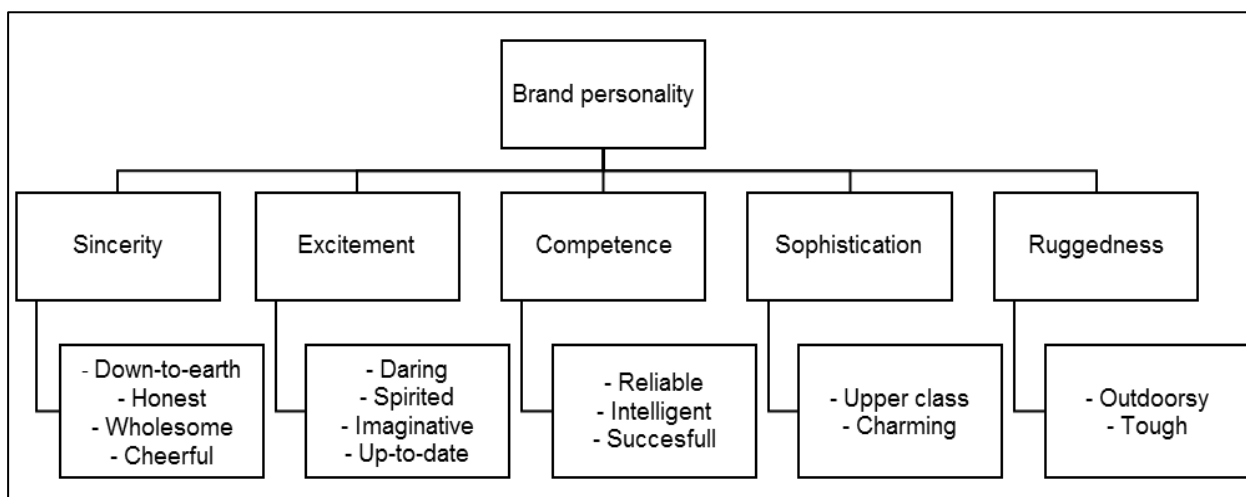 Brand personality
Sincerity
Excitement
Competence
Sophistication
Ruggedness
- Down-to-earth
- Honest
- Wholesome
- Cheerful
- Daring
- Spirited
- Imaginative
- Up-to-date
- Reliable
- Intelligent
- Succesfull
- Upper class
- Charming
- Outdoorsy
- Tough